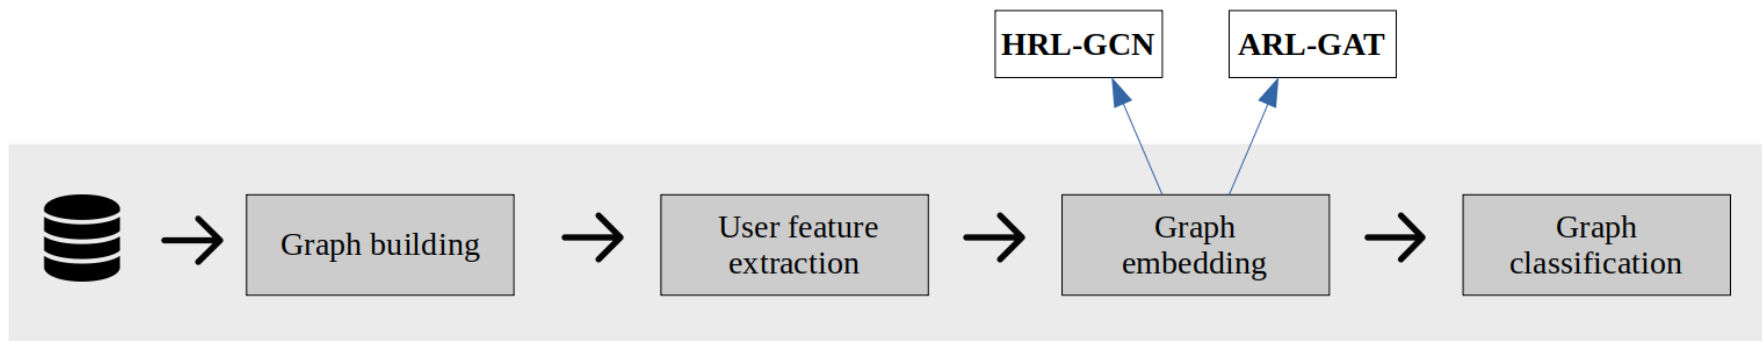 HRL-GCN
ARL-GAT
Graph building
User feature
extraction
Graph
embedding
Graph
classification